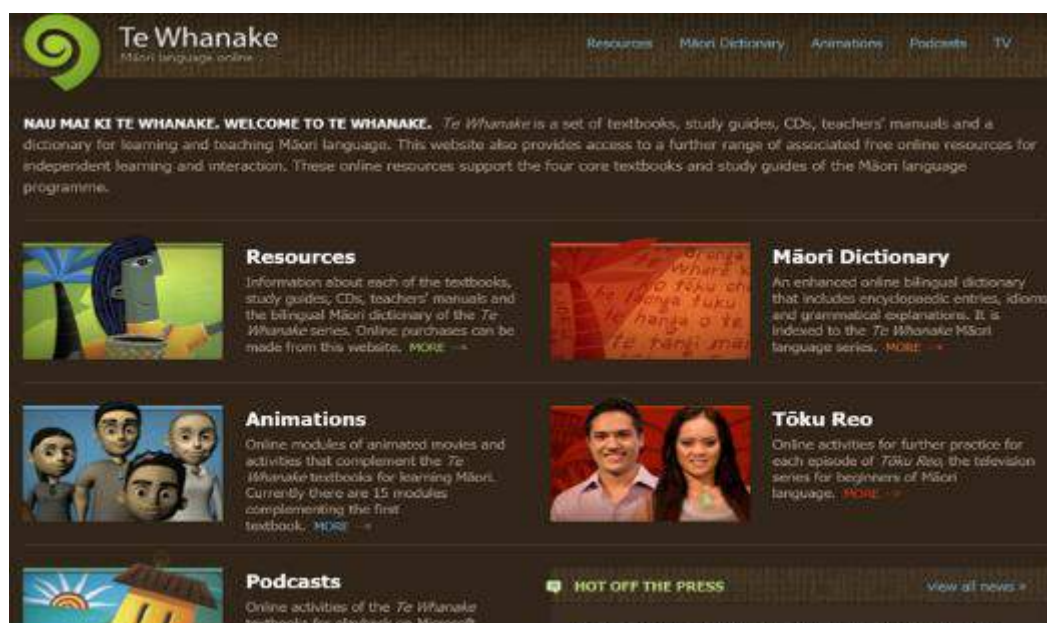 Te Whanake
Māori language online
Resources Māori Dictionary Animations Podcasts TV
NAU MAI KI TE WHANAKE. WELCOME TO TE WHANAKE. Te Whanake is a set of textbooks, study guides, CDs, teachers' manuals and a
dictionary for learning and teaching Māori language. This website also provides access to a further range of associated free online resources for
independent learning and interaction. These online resources support the four core textbooks and study guides of the Māori language
programme.
Resources
Information about each of the textbooks,
study guides, CDs, teachers' manuals and
the bilingual Māori dictionary of the Te
Whanake series. Online purchases can be
made from this website. MORE →
Māori Dictionary
An enhanced online bilingual dictionary
that includes encyclopaedic entries, idioms
and grammatical explanations. It is
indexed to the Te Whanake Māori
language series. MORE →
Animations
Online modules of animated movies and
activities that complement the Te
Whanake textbooks for learning Māori.
Currently there are 15 modules
complementing the first
textbook. MORE →
Tōku Reo
Online activities for further practice for
each episode of Tōku Reo, the television
series for beginners of Māori
language. MORE →
Podcasts
Online activities of the Te Whanake
HOT OFF THE PRESS
view all news »